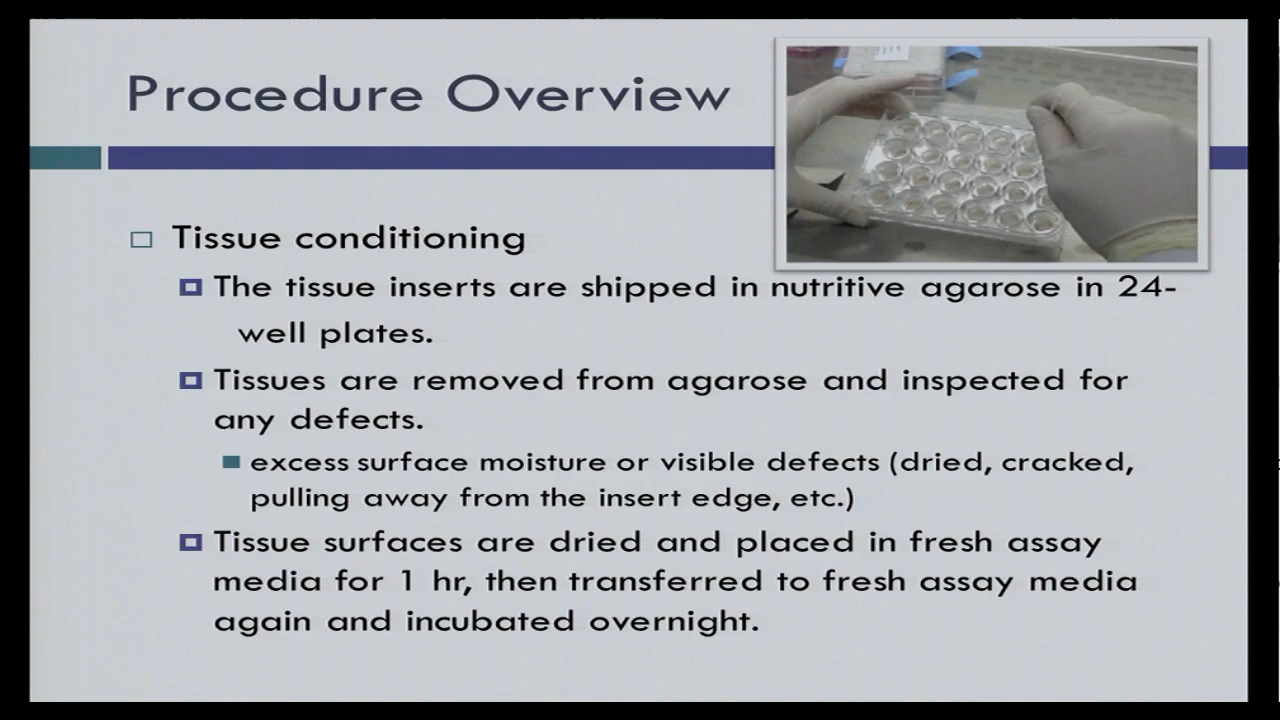 Procedure Overview
Tissue conditioning
The tissue inserts are shipped in nutritive agarose in 24-
well plates.
Tissues are removed from agarose and inspected for
any defects.
excess surface moisture or visible defects (dried, cracked,
pulling away from the insert edge, etc.)
Tissue surfaces are dried and placed in fresh assay
media for 1 hr, then transferred to fresh assay media
again and incubated overnight.